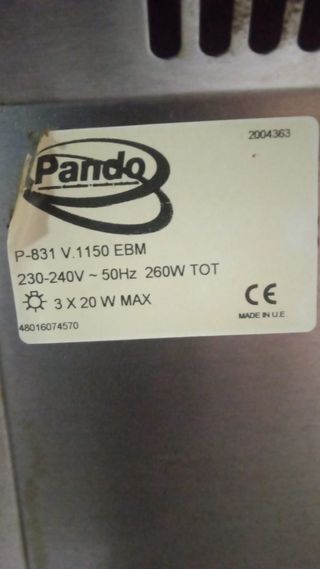 2004363
Pando
P-831 V.1150 EBM
230-240V ~ 50Hz 260W TOT
3 X 20 W MAX
CE
MADE IN U.E
48016074570